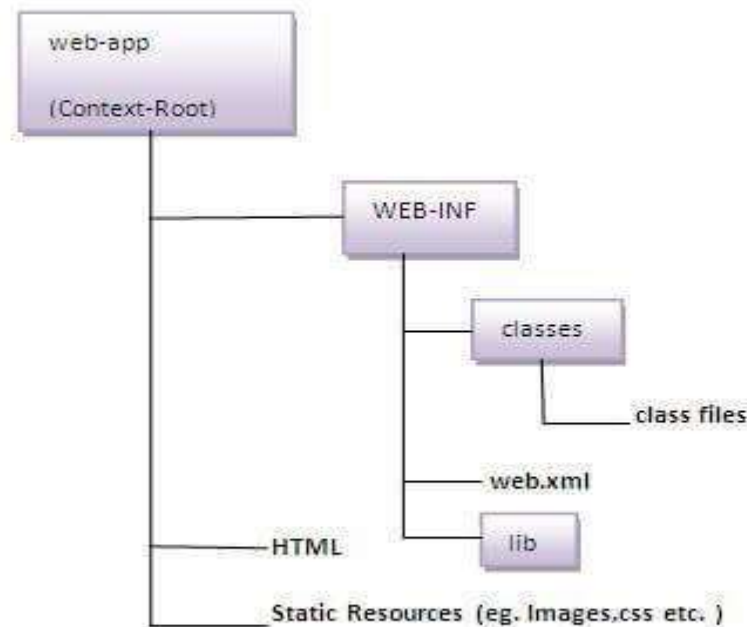 web-app
(Context-Root)
WEB-INF
classes
class files
web.xml
lib
HTML
Static Resources (eg. Images,css etc. )